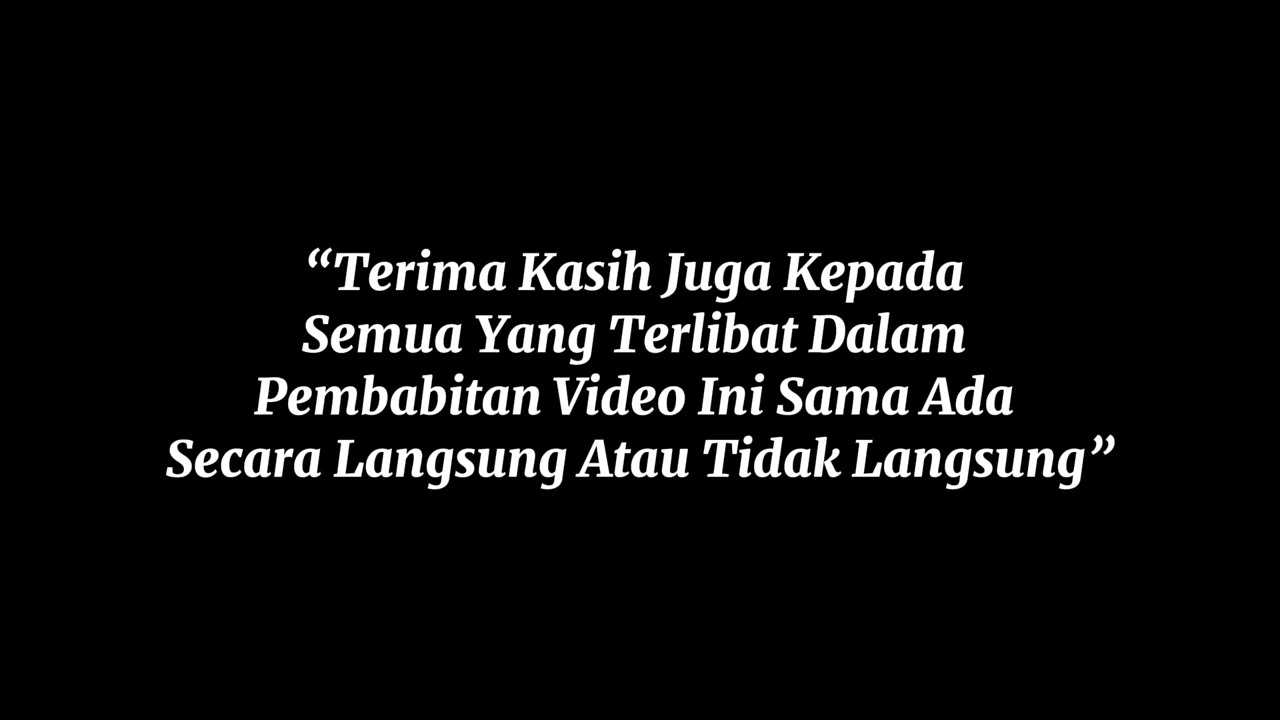 “Terima Kasih Juga Kepada
Semua Yang Terlibat Dalam
Pembabitan Video Ini Sama Ada
Secara Langsung Atau Tidak Langsung”